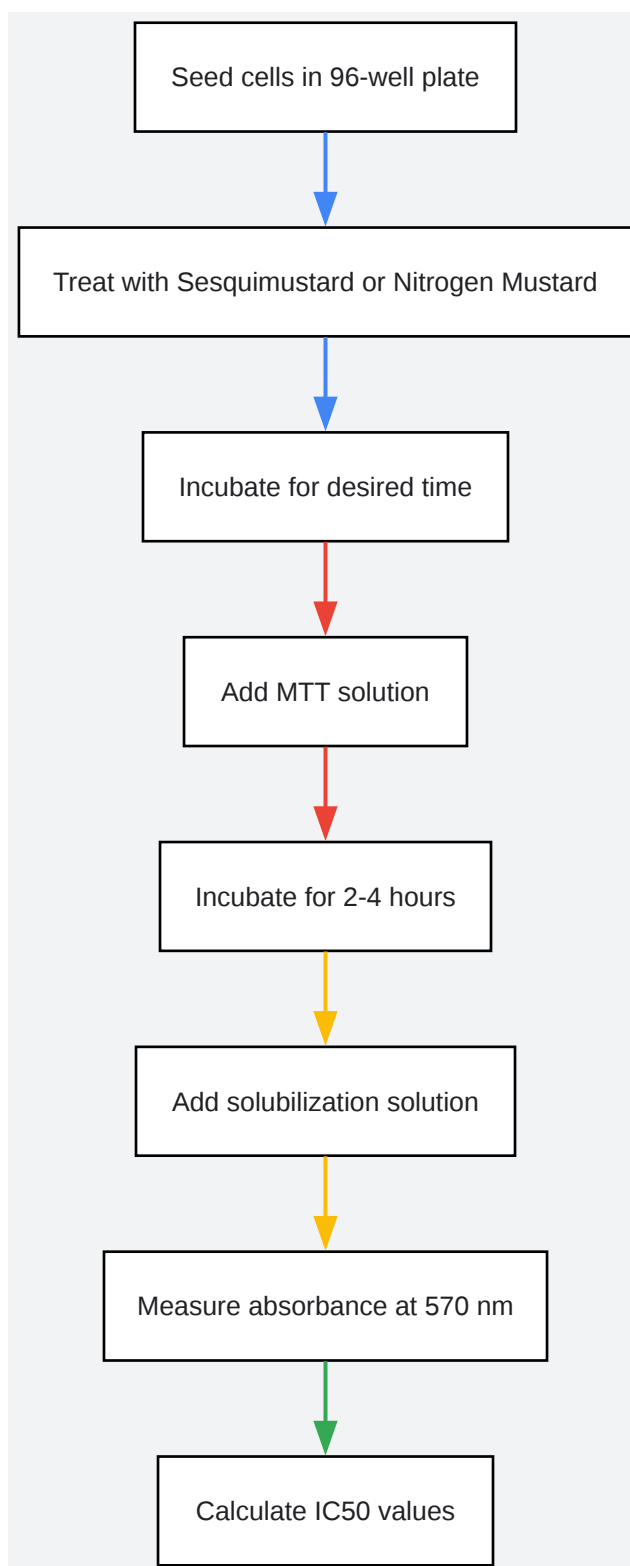 Seed cells in 96-well plate
Treat with Sesquimustard or Nitrogen Mustard
Incubate for desired time
Add MTT solution
Incubate for 2-4 hours
Add solubilization solution
Measure absorbance at 570 nm
Calculate IC50 values